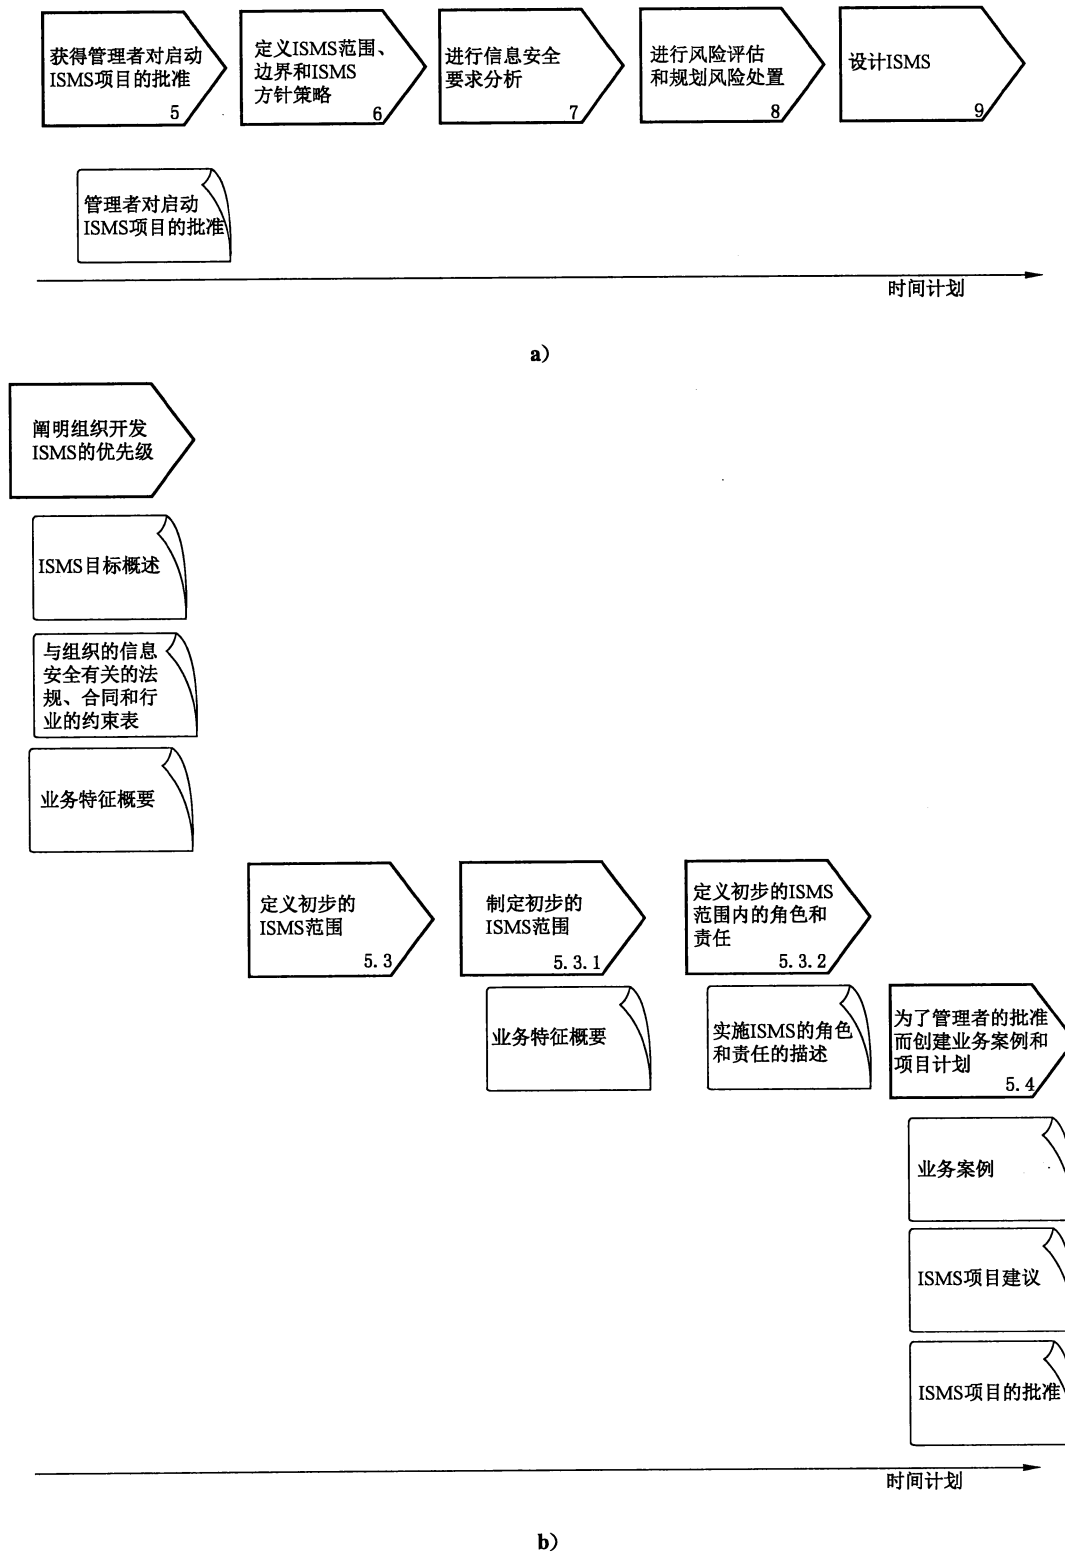 获得管理者对启动
ISMS项目的批准
5
定义ISMS范围、
边界和ISMS
方针策略
6
进行信息安全
要求分析
7
进行风险评估
和规划风险处置
8
设计ISMS
9
管理者对启动
ISMS项目的批准
时间计划
a）
阐明组织开发
ISMS的优先级
ISMS目标概述
与组织的信息
安全有关的法
规、合同和行
业的约束表
业务特征概要
定义初步的
ISMS范围
5.3
制定初步的
ISMS范围
5.3.1
定义初步的ISMS
范围内的角色和
责任
5.3.2
业务特征概要
实施ISMS的角色
和责任的描述
为了管理者的批准
而创建业务案例和
项目计划
5.4
业务案例
ISMS项目建议
ISMS项目的批准
时间计划
b）